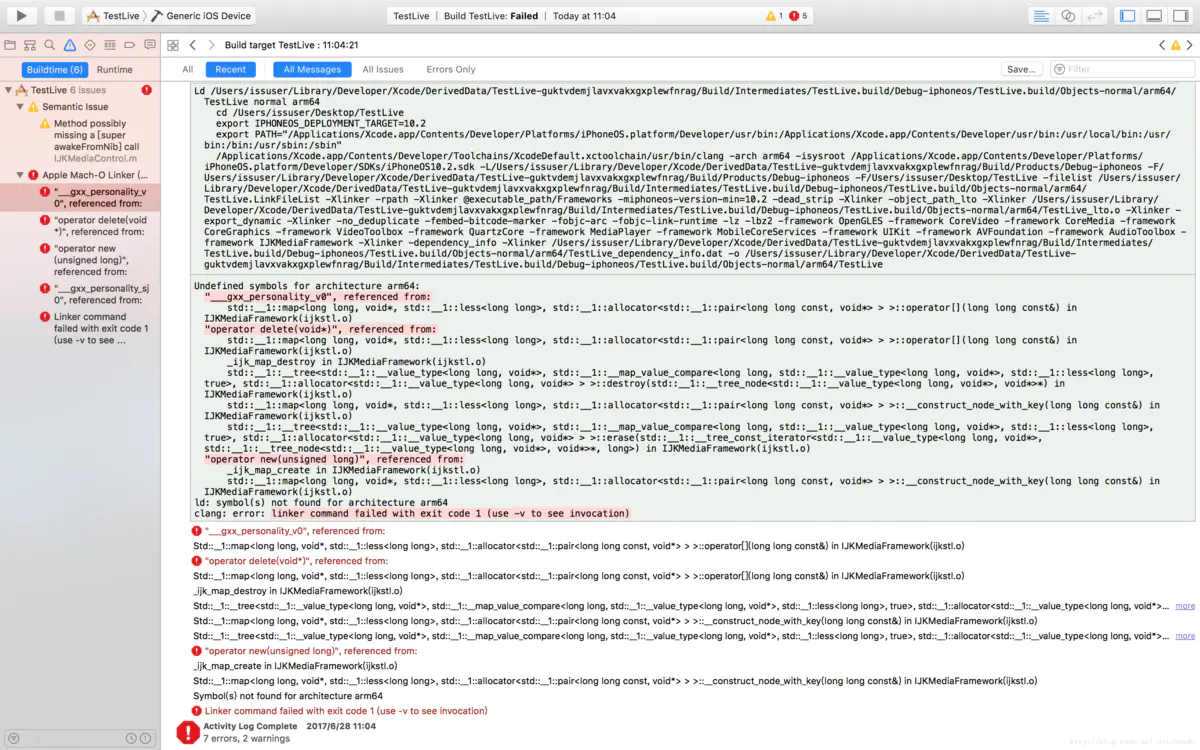 TestLive
Generic iOS Device
TestLive | Build TestLive: Failed | Today at 11:04
1
5
Build target TestLive : 11:04:21
Buildtime (6)
Runtime
All
Recent
All Messages
All Issues
Errors Only
Save...
Filter
TestLive 6 issues
Semantic Issue
Method possibly
missing a [super
awakeFromNib] call
IJKMediaControl.m
Apple Mach-O Linker (...
"___gxx_personality_v
0", referenced from:
"operator delete(void
*)", referenced from:
"operator new
(unsigned long)",
referenced from:
"___gxx_personality_sj
0", referenced from:
Linker command
failed with exit code 1
(use -v to see ...
Ld /Users/issuser/Library/Developer/Xcode/DerivedData/TestLive-guktvdemjlavxvakxgxplewfnrag/Build/Intermediates/TestLive.build/Debug-iphoneos/TestLive.build/Objects-normal/arm64/
TestLive normal arm64
cd /Users/issuser/Desktop/TestLive
export IPHONEOS_DEPLOYMENT_TARGET=10.2
export PATH="/Applications/Xcode.app/Contents/Developer/Platforms/iPhoneOS.platform/Developer/usr/bin:/Applications/Xcode.app/Contents/Developer/usr/bin:/usr/local/bin:/usr/
bin:/bin:/usr/sbin:/sbin"
/Applications/Xcode.app/Contents/Developer/Toolchains/XcodeDefault.xctoolchain/usr/bin/clang -arch arm64 -isysroot /Applications/Xcode.app/Contents/Developer/Platforms/
iPhoneOS.platform/Developer/SDKs/iPhoneOS10.2.sdk -L/Users/issuser/Library/Developer/Xcode/DerivedData/TestLive-guktvdemjlavxvakxgxplewfnrag/Build/Products/Debug-iphoneos -F/
Users/issuser/Library/Developer/Xcode/DerivedData/TestLive-guktvdemjlavxvakxgxplewfnrag/Build/Products/Debug-iphoneos -F/Users/issuser/Desktop/TestLive -filelist /Users/issuser/
Library/Developer/Xcode/DerivedData/TestLive-guktvdemjlavxvakxgxplewfnrag/Build/Intermediates/TestLive.build/Debug-iphoneos/TestLive.build/Objects-normal/arm64/
TestLive.LinkFileList -Xlinker -rpath -Xlinker @executable_path/Frameworks -miphoneos-version-min=10.2 -dead_strip -Xlinker -object_path_lto -Xlinker /Users/issuser/Library/
Developer/Xcode/DerivedData/TestLive-guktvdemjlavxvakxgxplewfnrag/Build/Intermediates/TestLive.build/Debug-iphoneos/TestLive.build/Objects-normal/arm64/TestLive_lto.o -Xlinker -
export_dynamic -Xlinker -no_deduplicate -fembed-bitcode-marker -fobjc-arc -fobjc-link-runtime -lz -lbz2 -framework OpenGLES -framework CoreVideo -framework CoreMedia -framework
CoreGraphics -framework VideoToolbox -framework QuartzCore -framework MediaPlayer -framework MobileCoreServices -framework UIKit -framework AVFoundation -framework AudioToolbox -
framework IJKMediaFramework -Xlinker -dependency_info -Xlinker /Users/issuser/Library/Developer/Xcode/DerivedData/TestLive-guktvdemjlavxvakxgxplewfnrag/Build/Intermediates/
TestLive.build/Debug-iphoneos/TestLive.build/Objects-normal/arm64/TestLive_dependency_info.dat -o /Users/issuser/Library/Developer/Xcode/DerivedData/TestLive-
guktvdemjlavxvakxgxplewfnrag/Build/Intermediates/TestLive.build/Debug-iphoneos/TestLive.build/Objects-normal/arm64/TestLive
Undefined symbols for architecture arm64:
"___gxx_personality_v0", referenced from:
std::__1::map<long long, void*, std::__1::less<long long>, std::__1::allocator<std::__1::pair<long long const, void*> > >::operator[](long long const&) in
IJKMediaFramework(ijkstl.o)
"operator delete(void*)", referenced from:
std::__1::map<long long, void*, std::__1::less<long long>, std::__1::allocator<std::__1::pair<long long const, void*> > >::operator[](long long const&) in
IJKMediaFramework(ijkstl.o)
_ijk_map_destroy in IJKMediaFramework(ijkstl.o)
std::__1::__tree<std::__1::__value_type<long long, void*>, std::__1::__map_value_compare<long long, std::__1::__value_type<long long, void*>, std::__1::less<long long>,
true>, std::__1::allocator<std::__1::__value_type<long long, void*> > >::destroy(std::__1::__tree_node<std::__1::__value_type<long long, void*>, void*>*) in
IJKMediaFramework(ijkstl.o)
std::__1::map<long long, void*, std::__1::less<long long>, std::__1::allocator<std::__1::pair<long long const, void*> > >::__construct_node_with_key(long long const&) in
IJKMediaFramework(ijkstl.o)
std::__1::__tree<std::__1::__value_type<long long, void*>, std::__1::__map_value_compare<long long, std::__1::__value_type<long long, void*>, std::__1::less<long long>,
true>, std::__1::allocator<std::__1::__value_type<long long, void*> > >::erase(std::__1::__tree_const_iterator<std::__1::__value_type<long long, void*>,
std::__1::__tree_node<std::__1::__value_type<long long, void*>, void*>*, long>) in IJKMediaFramework(ijkstl.o)
"operator new(unsigned long)", referenced from:
_ijk_map_create in IJKMediaFramework(ijkstl.o)
std::__1::map<long long, void*, std::__1::less<long long>, std::__1::allocator<std::__1::pair<long long const, void*> > >::__construct_node_with_key(long long const&) in
IJKMediaFramework(ijkstl.o)
ld: symbol(s) not found for architecture arm64
clang: error: linker command failed with exit code 1 (use -v to see invocation)
"___gxx_personality_v0", referenced from:
Std::__1::map<long long, void*, std::__1::less<long long>, std::__1::allocator<std::__1::pair<long long const, void*> > >::operator[](long long const&) in IJKMediaFramework(ijkstl.o)
"operator delete(void*)", referenced from:
Std::__1::map<long long, void*, std::__1::less<long long>, std::__1::allocator<std::__1::pair<long long const, void*> > >::operator[](long long const&) in IJKMediaFramework(ijkstl.o)
_ijk_map_destroy in IJKMediaFramework(ijkstl.o)
Std::__1::__tree<std::__1::__value_type<long long, void*>, std::__1::__map_value_compare<long long, std::__1::__value_type<long long, void*>, std::__1::less<long long>, true>, std::__1::allocator<std::__1::__value_type<long long, void*>... more
Std::__1::map<long long, void*, std::__1::less<long long>, std::__1::allocator<std::__1::pair<long long const, void*> > >::__construct_node_with_key(long long const&) in IJKMediaFramework(ijkstl.o)
Std::__1::__tree<std::__1::__value_type<long long, void*>, std::__1::__map_value_compare<long long, std::__1::__value_type<long long, void*>, std::__1::less<long long>, true>, std::__1::allocator<std::__1::__value_type<long long, void*>... more
"operator new(unsigned long)", referenced from:
_ijk_map_create in IJKMediaFramework(ijkstl.o)
Std::__1::map<long long, void*, std::__1::less<long long>, std::__1::allocator<std::__1::pair<long long const, void*> > >::__construct_node_with_key(long long const&) in IJKMediaFramework(ijkstl.o)
Symbol(s) not found for architecture arm64
Linker command failed with exit code 1 (use -v to see invocation)
Activity Log Complete 2017/6/28 11:04
7 errors, 2 warnings